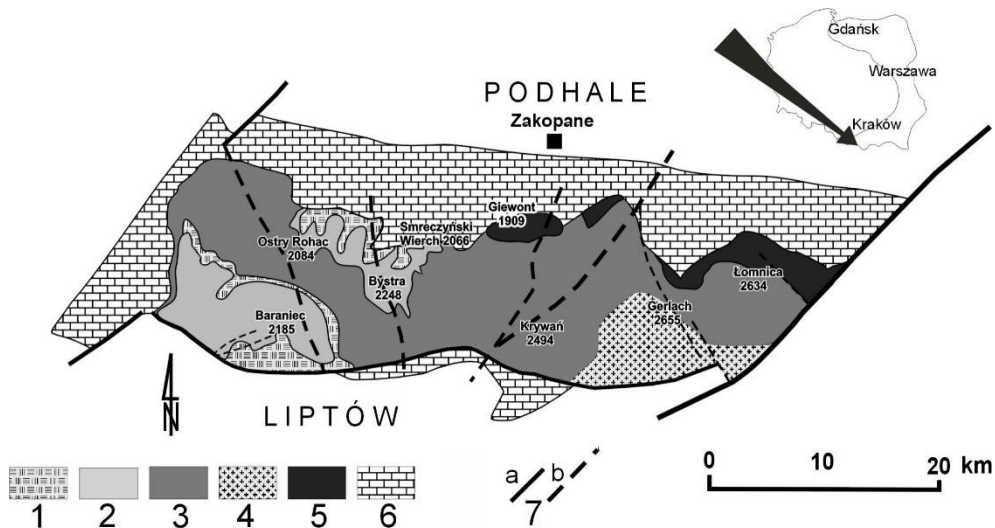 Gdańsk
Warszawa
Kraków
PODHALE
Zakopane
Giewont
1909
Smreczyński
Wierch 2066
Ostry Rohac
2084
Bystra
2248
Łomnica
2634
Gerlach
2655
Baraniec
2185
Krywań
2494
N
LIPTÓW
a
b
0 10 20 km
1 2 3 4 5 6 7